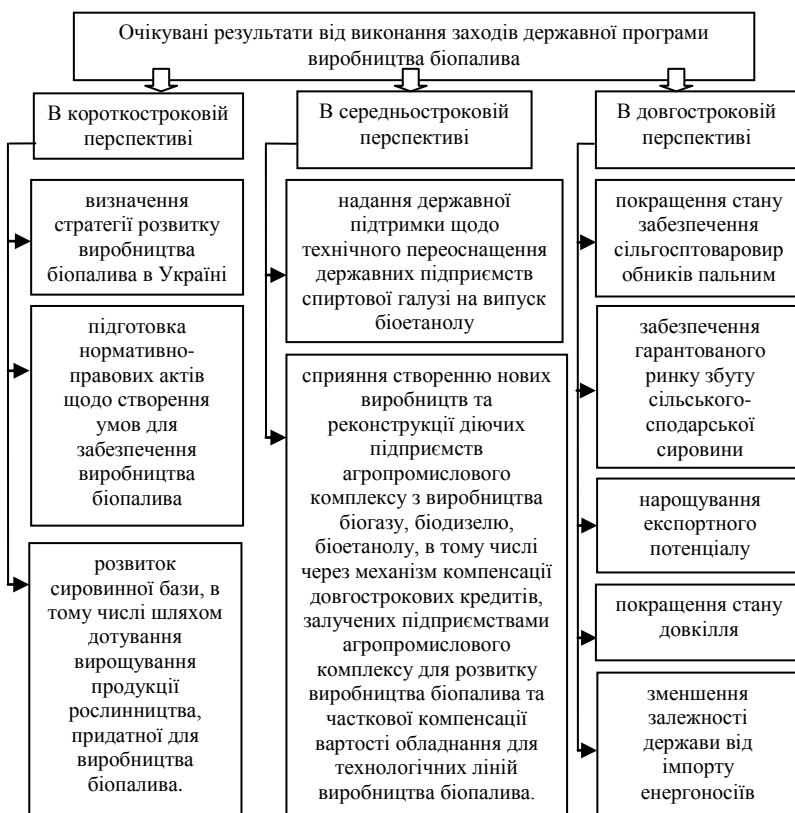 Очікувані результати від виконання заходів державної програми
виробництва біопалива
В короткостроковій
перспективі
визначення
стратегії розвитку
виробництва
біопалива в Україні
підготовка
нормативно-
правових актів
щодо створення
умов для
забезпечення
виробництва
біопалива
розвиток
сировинної бази, в
тому числі шляхом
дотування
вирощування
продукції
рослинництва,
придатної для
виробництва
біопалива.
В середньостроковій
перспективі
надання державної
підтримки щодо
технічного переоснащення
державних підприємств
спиртової галузі на випуск
біоетанолу
сприяння створенню нових
виробництв та
реконструкції діючих
підприємств
агропромислового
комплексу з виробництва
біогазу, біодизелю,
біоетанолу, в тому числі
через механізм компенсації
довгострокових кредитів,
залучених підприємствами
агропромислового
комплексу для розвитку
виробництва біопалива та
часткової компенсації
вартості обладнання для
технологічних ліній
виробництва біопалива.
В довгостроковій
перспективі
покращення стану
забезпечення
сільгосптоваровир
обників пальним
забезпечення
гарантованого
ринку збуту
сільського-
сподарської
сировини
нарощування
експортного
потенціалу
покращення стану
довкілля
зменшення
залежності
держави від
імпорту
енергоносіїв